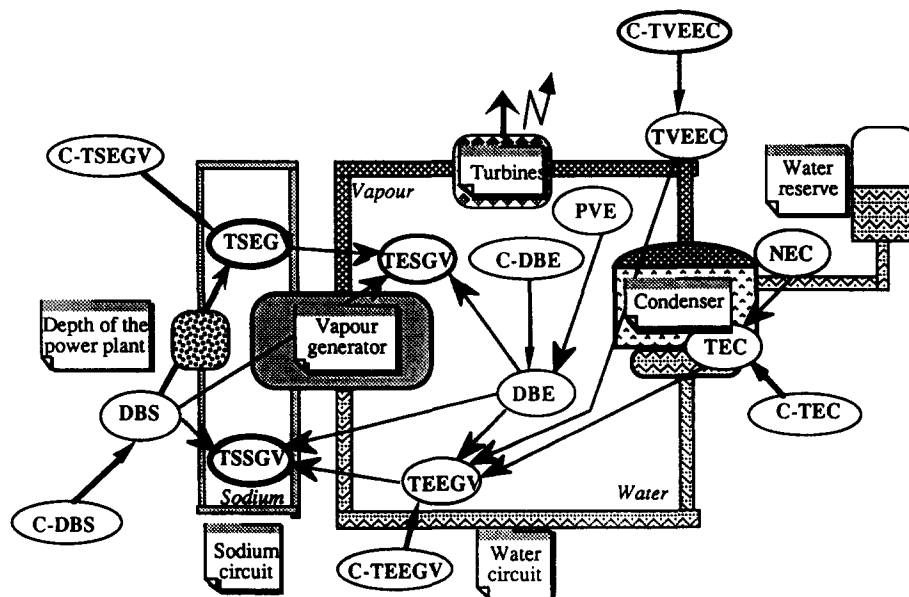 C-TVEEC
N
TVEEC
C-TSEGV
Turbines
Water
reserve
Vapour
PVE
TSEG
TESGV
C-DBE
NEC
Condenser
Depth of the
power plant
Vapour
generator
TEC
DBS
DBE
C-TEC
TSSGV
TEEGV
Sodium
Water
C-DBS
Sodium
circuit
C-TEEGV
Water
circuit